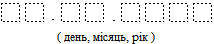 . .
( день, місяць, рік )